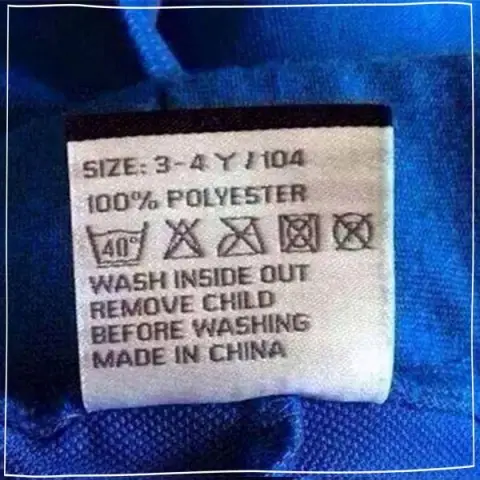 SIZE: 3-4 Y / 104
100% POLYESTER
40°
WASH INSIDE OUT
REMOVE CHILD
BEFORE WASHING
MADE IN CHINA